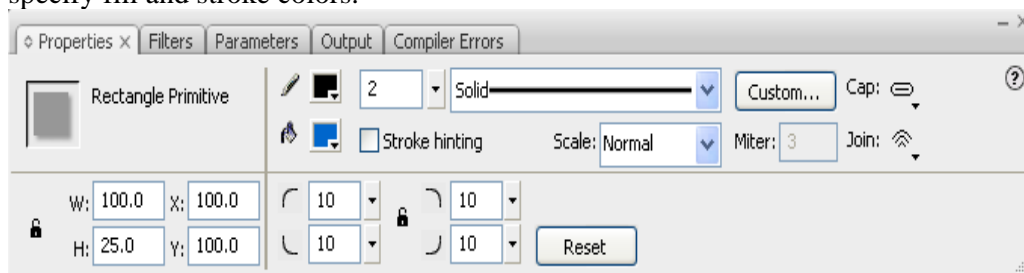 specify fill and stroke colors.
Properties × Filters Parameters Output Compiler Errors
Rectangle Primitive 2 Solid Custom... Cap:
Stroke hinting Scale: Normal Miter: 3 Join:
W: 100.0 X: 100.0 10 10
H: 25.0 Y: 100.0 10 10 Reset